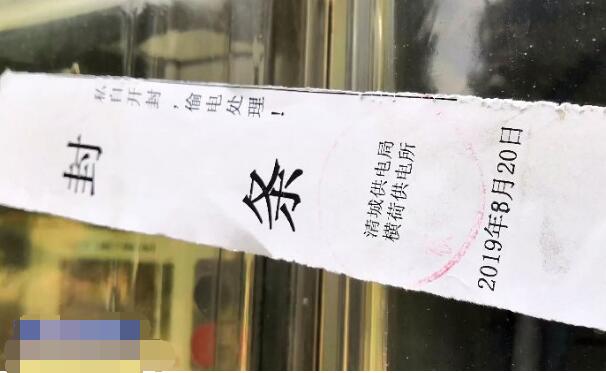 封条
私自开封，偷电处理！
清城供电局
横荷供电所
2019年8月20日